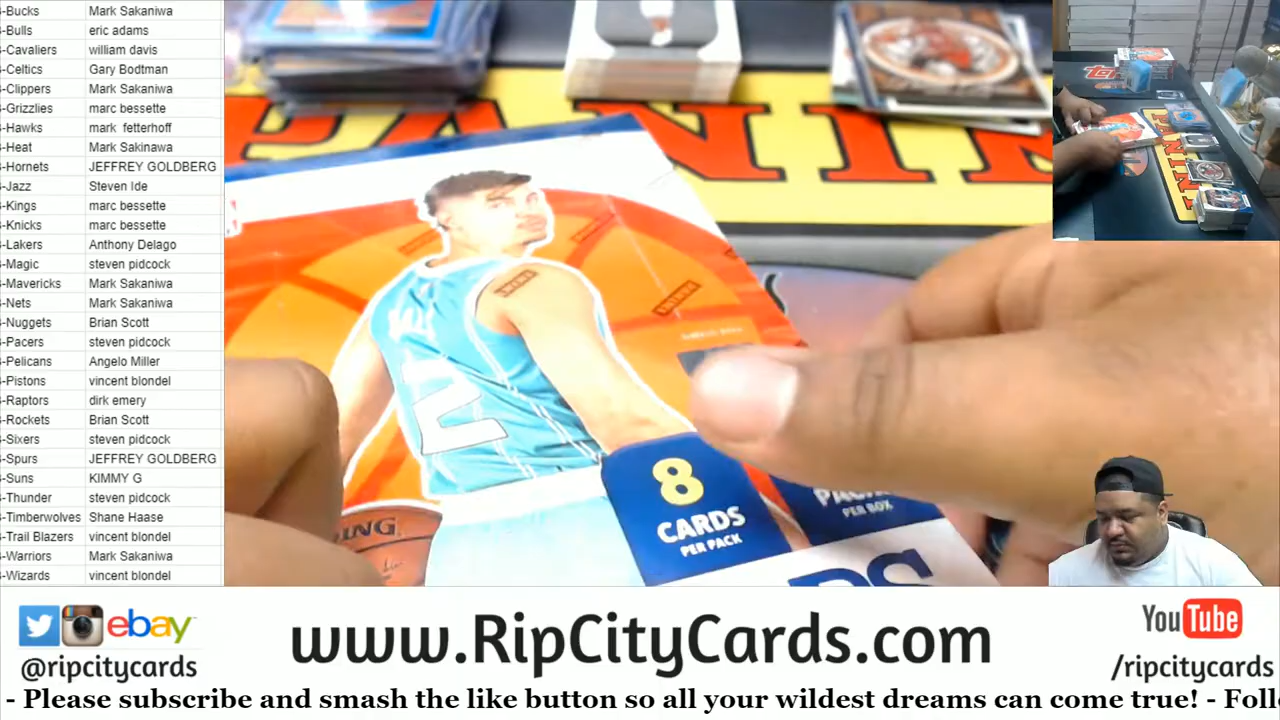 -Bucks Mark Sakaniwa
-Bulls eric adams
-Cavaliers william davis
-Celtics Gary Bodtman
-Clippers Mark Sakaniwa
-Grizzlies marc bessette
-Hawks mark fetterhoff
-Heat Mark Sakinawa
-Hornets JEFFREY GOLDBERG
-Jazz Steven Ide
-Kings marc bessette
-Knicks marc bessette
-Lakers Anthony Delago
-Magic steven pidcock
-Mavericks Mark Sakaniwa
-Nets Mark Sakaniwa
-Nuggets Brian Scott
-Pacers steven pidcock
-Pelicans Angelo Miller
-Pistons vincent blondel
-Raptors dirk emery
-Rockets Brian Scott
-Sixers steven pidcock
-Spurs JEFFREY GOLDBERG
-Suns KIMMY G
-Thunder steven pidcock
-Timberwolves Shane Haase
-Trail Blazers vincent blondel
-Warriors Mark Sakaniwa
-Wizards vincent blondel
PANINI
2
8
CARDS
PER PACK
PER BOX
ebay
@ripcitycards
www.RipCityCards.com
YouTube
/ripcitycards
- Please subscribe and smash the like button so all your wildest dreams can come true! - Foll